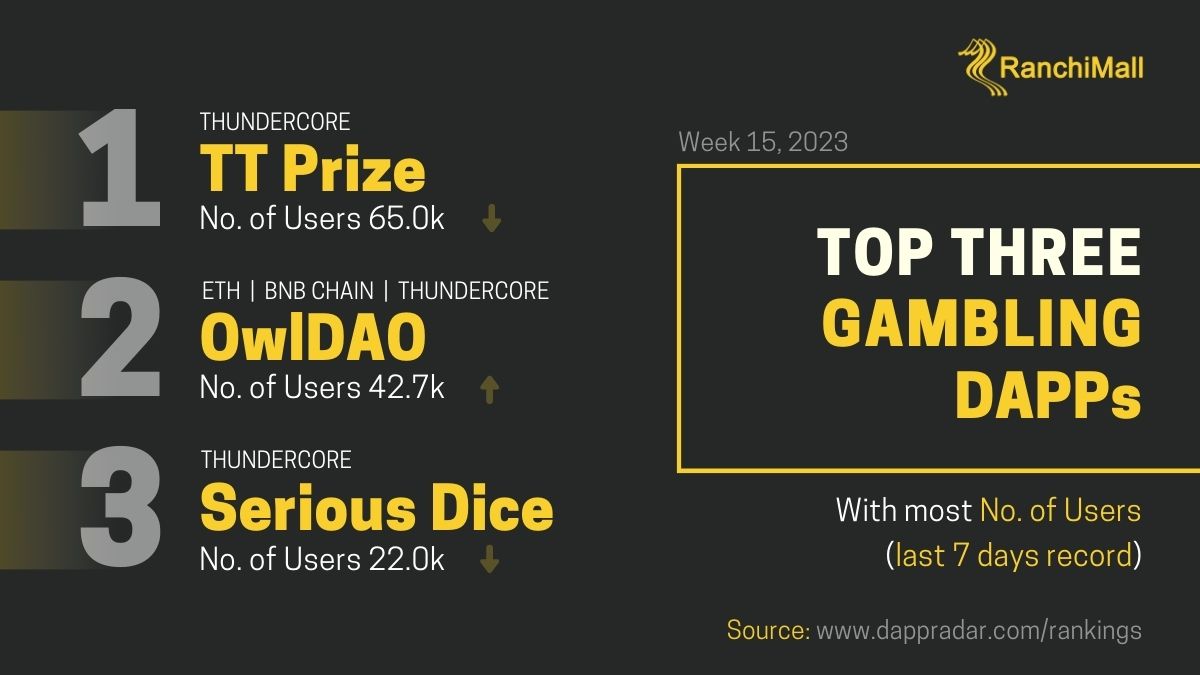 RanchiMall
1
THUNDERCORE
TT Prize
No. of Users 65.0k
2
ETH | BNB CHAIN | THUNDERCORE
OwlDAO
No. of Users 42.7k
3
THUNDERCORE
Serious Dice
No. of Users 22.0k
Week 15, 2023
TOP THREE
GAMBLING
DAPPs
With most No. of Users
(last 7 days record)
Source: www.dappradar.com/rankings